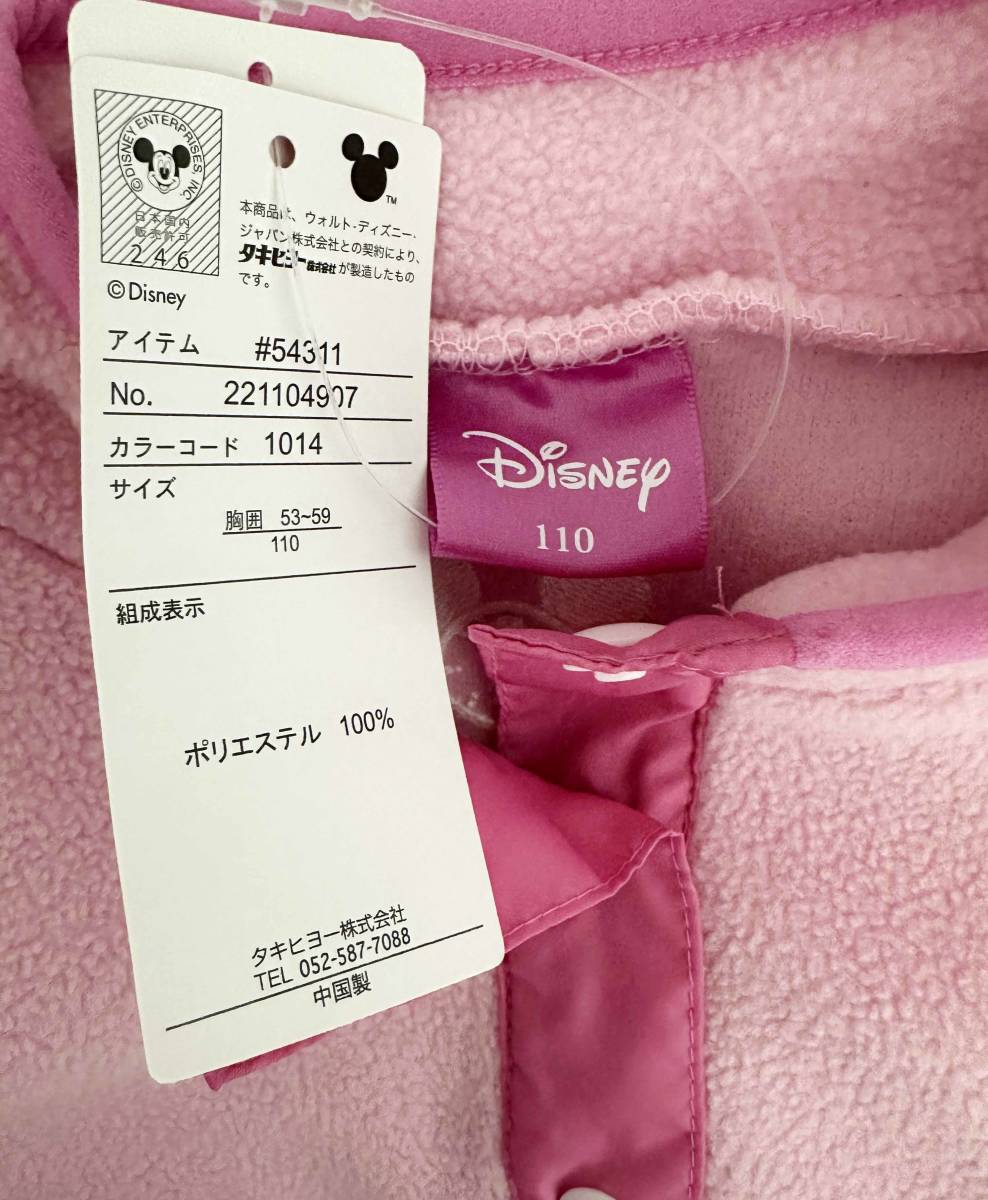 ©DISNEY ENTERPRISES, INC.
日本国内
販売許可
246
©Disney
TM
本商品は、ウォルト・ディズニー・
ジャパン株式会社との契約により、
タキヒヨー株式会社が製造したもの
です。
アイテム #54311
No. 221104907
カラーコード 1014
サイズ
胸囲 53~59
110
組成表示
ポリエステル 100%
タキヒヨー株式会社
TEL 052-587-7088
中国製
DISNEY
110